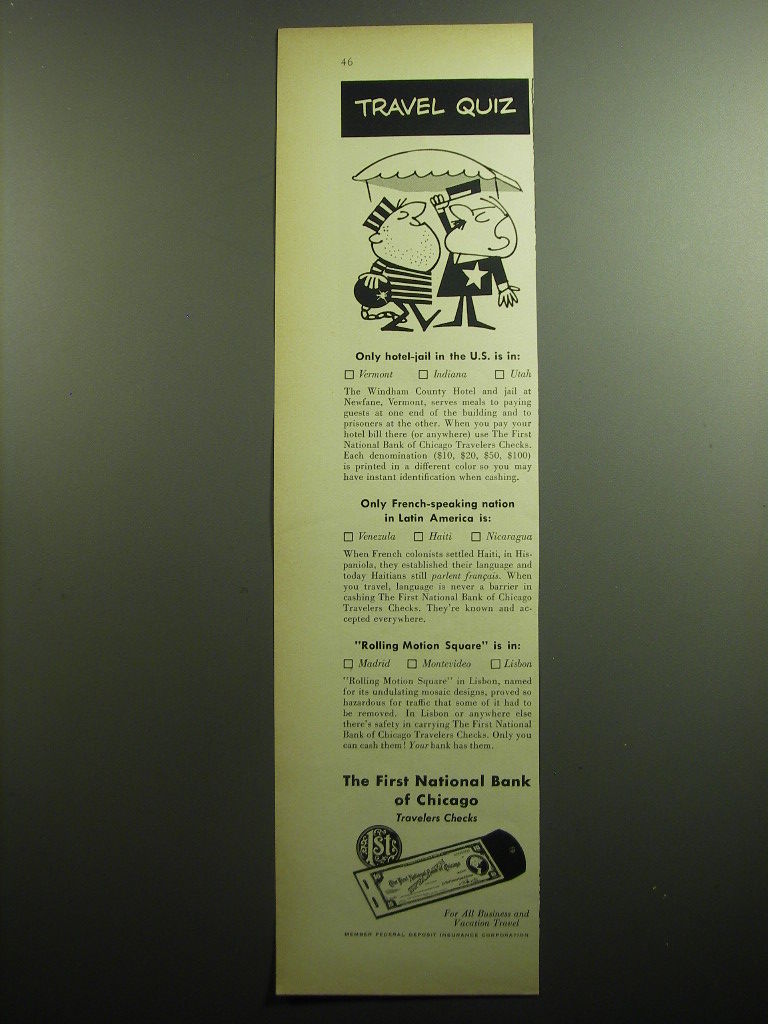 46
TRAVEL QUIZ
Only hotel-jail in the U.S. is in:
☐ Vermont ☐ Indiana ☐ Utah
The Windham County Hotel and jail at
Newfane, Vermont, serves meals to paying
guests at one end of the building and to
prisoners at the other. When you pay your
hotel bill there (or anywhere) use The First
National Bank of Chicago Travelers Checks.
Each denomination ($10, $20, $50, $100)
is printed in a different color so you may
have instant identification when cashing.
Only French-speaking nation
in Latin America is:
☐ Venezula ☐ Haiti ☐ Nicaragua
When French colonists settled Haiti, in His-
paniola, they established their language and
today Haitians still parlent français. When
you travel, language is never a barrier in
cashing The First National Bank of Chicago
Travelers Checks. They're known and ac-
cepted everywhere.
"Rolling Motion Square" is in:
☐ Madrid ☐ Montevideo ☐ Lisbon
"Rolling Motion Square" in Lisbon, named
for its undulating mosaic designs, proved so
hazardous for traffic that some of it had to
be removed. In Lisbon or anywhere else
there's safety in carrying The First National
Bank of Chicago Travelers Checks. Only you
can cash them! Your bank has them.
The First National Bank
of Chicago
Travelers Checks
1st
The First National Bank of Chicago
For All Business and
Vacation Travel
MEMBER FEDERAL DEPOSIT INSURANCE CORPORATION